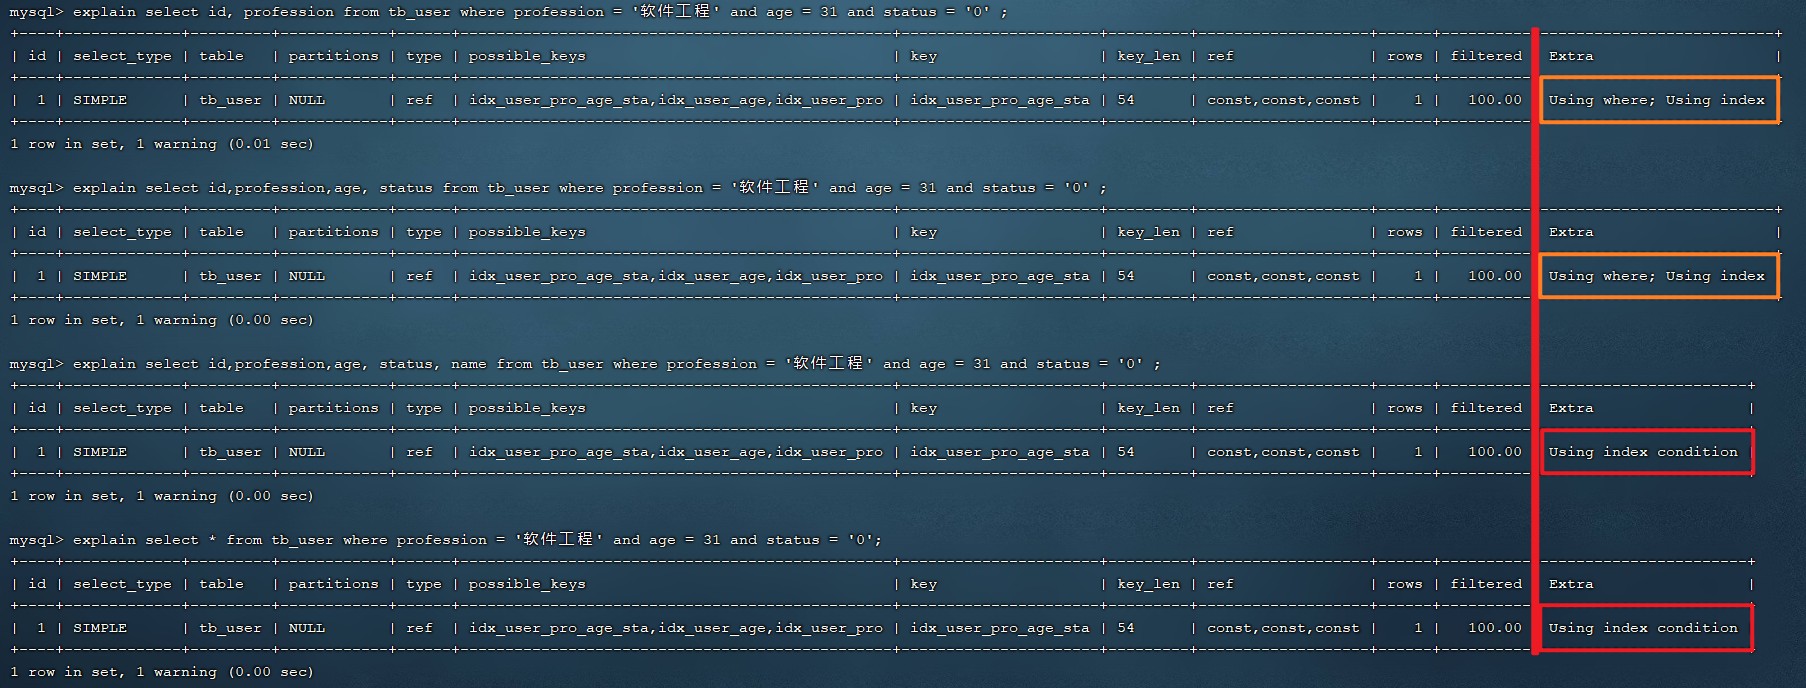 mysql> explain select id, profession from tb_user where profession = '软件工程' and age = 31 and status = '0' ;
+----+-------------+---------+------------+------+------------------------------------------------+---------------------+---------+-------------------+------+----------+--------------------------+
| id | select_type | table   | partitions | type | possible_keys                                  | key                 | key_len | ref               | rows | filtered | Extra                    |
+----+-------------+---------+------------+------+------------------------------------------------+---------------------+---------+-------------------+------+----------+--------------------------+
|  1 | SIMPLE      | tb_user | NULL       | ref  | idx_user_pro_age_sta,idx_user_age,idx_user_pro | idx_user_pro_age_sta | 54      | const,const,const |    1 |   100.00 | Using where; Using index
+----+-------------+---------+------------+------+------------------------------------------------+---------------------+---------+-------------------+------+----------+--------------------------+
1 row in set, 1 warning (0.01 sec)
mysql> explain select id,profession,age, status from tb_user where profession = '软件工程' and age = 31 and status = '0' ;
+----+-------------+---------+------------+------+------------------------------------------------+---------------------+---------+-------------------+------+----------+--------------------------+
| id | select_type | table   | partitions | type | possible_keys                                  | key                 | key_len | ref               | rows | filtered | Extra                    |
+----+-------------+---------+------------+------+------------------------------------------------+---------------------+---------+-------------------+------+----------+--------------------------+
|  1 | SIMPLE      | tb_user | NULL       | ref  | idx_user_pro_age_sta,idx_user_age,idx_user_pro | idx_user_pro_age_sta | 54      | const,const,const |    1 |   100.00 | Using where; Using index
+----+-------------+---------+------------+------+------------------------------------------------+---------------------+---------+-------------------+------+----------+--------------------------+
1 row in set, 1 warning (0.00 sec)
mysql> explain select id,profession,age, status, name from tb_user where profession = '软件工程' and age = 31 and status = '0' ;
+----+-------------+---------+------------+------+------------------------------------------------+---------------------+---------+-------------------+------+----------+-----------------------+
| id | select_type | table   | partitions | type | possible_keys                                  | key                 | key_len | ref               | rows | filtered | Extra                 |
+----+-------------+---------+------------+------+------------------------------------------------+---------------------+---------+-------------------+------+----------+-----------------------+
|  1 | SIMPLE      | tb_user | NULL       | ref  | idx_user_pro_age_sta,idx_user_age,idx_user_pro | idx_user_pro_age_sta | 54      | const,const,const |    1 |   100.00 | Using index condition |
+----+-------------+---------+------------+------+------------------------------------------------+---------------------+---------+-------------------+------+----------+-----------------------+
1 row in set, 1 warning (0.00 sec)
mysql> explain select * from tb_user where profession = '软件工程' and age = 31 and status = '0';
+----+-------------+---------+------------+------+------------------------------------------------+---------------------+---------+-------------------+------+----------+-----------------------+
| id | select_type | table   | partitions | type | possible_keys                                  | key                 | key_len | ref               | rows | filtered | Extra                 |
+----+-------------+---------+------------+------+------------------------------------------------+---------------------+---------+-------------------+------+----------+-----------------------+
|  1 | SIMPLE      | tb_user | NULL       | ref  | idx_user_pro_age_sta,idx_user_age,idx_user_pro | idx_user_pro_age_sta | 54      | const,const,const |    1 |   100.00 | Using index condition
+----+-------------+---------+------------+------+------------------------------------------------+---------------------+---------+-------------------+------+----------+-----------------------+
1 row in set, 1 warning (0.00 sec)